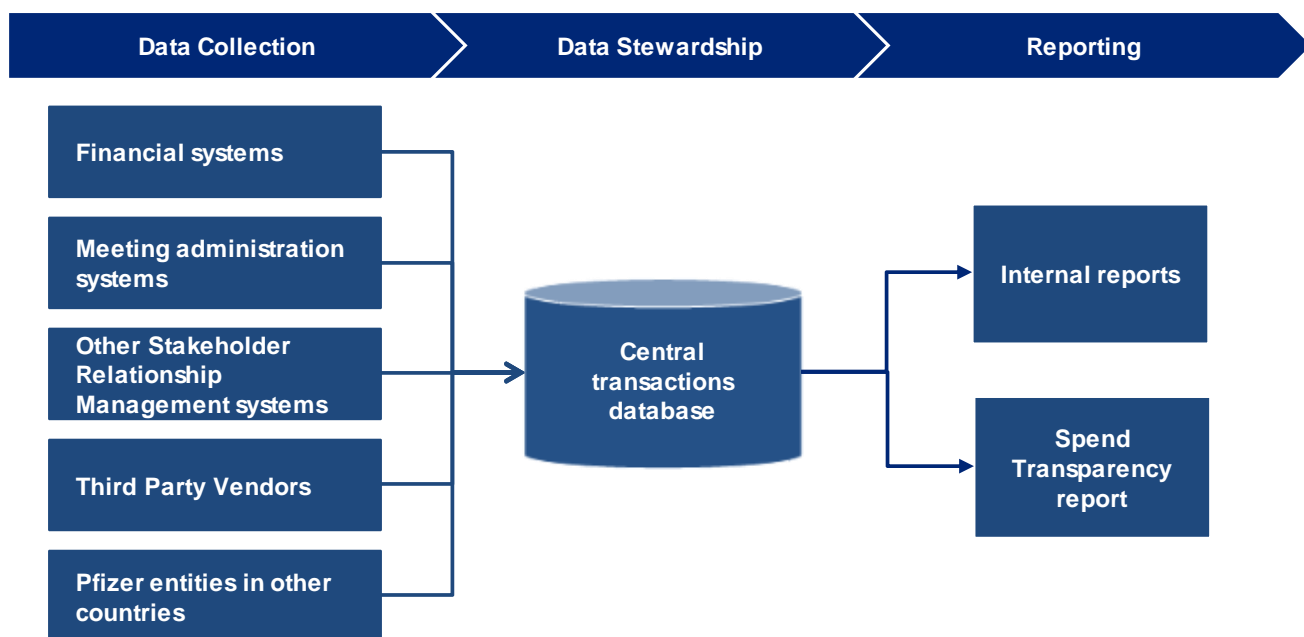 Data Collection
Data Stewardship
Reporting
Financial systems
Meeting administration
systems
Other Stakeholder
Relationship
Management systems
Third Party Vendors
Pfizer entities in other
countries
Central
transactions
database
Internal reports
Spend
Transparency
report